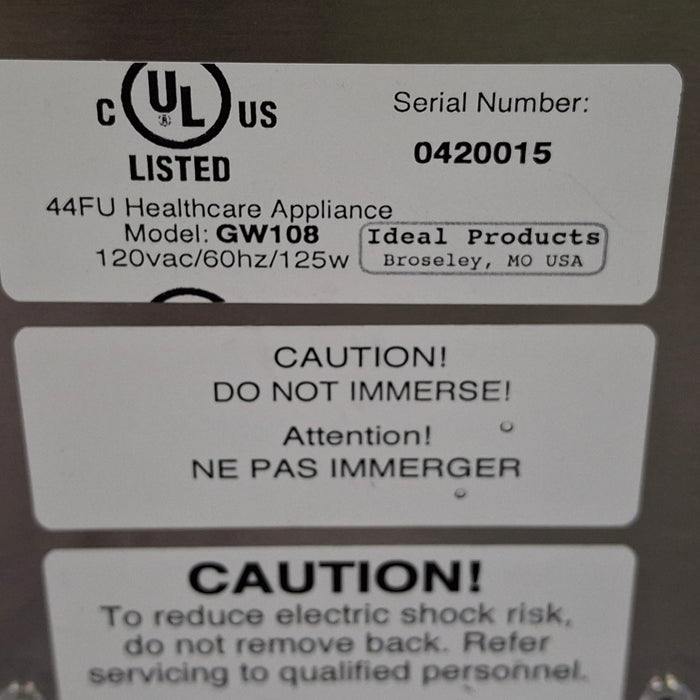 C UL US
LISTED
Serial Number:
0420015
44FU Healthcare Appliance
Model: GW108
120vac/60hz/125w
Ideal Products
Broseley, MO USA
CAUTION!
DO NOT IMMERSE!
Attention!
NE PAS IMMERGER
CAUTION!
To reduce electric shock risk,
do not remove back. Refer
servicing to qualified personnel.